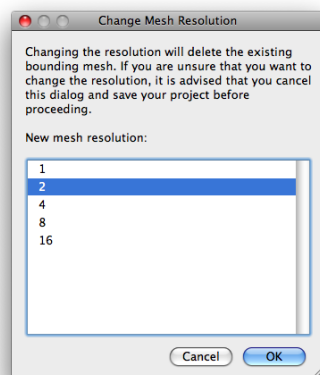 Change Mesh Resolution
Changing the resolution will delete the existing
bounding mesh. If you are unsure that you want to
change the resolution, it is advised that you cancel
this dialog and save your project before
proceeding.
New mesh resolution:
1
2
4
8
16
Cancel
OK